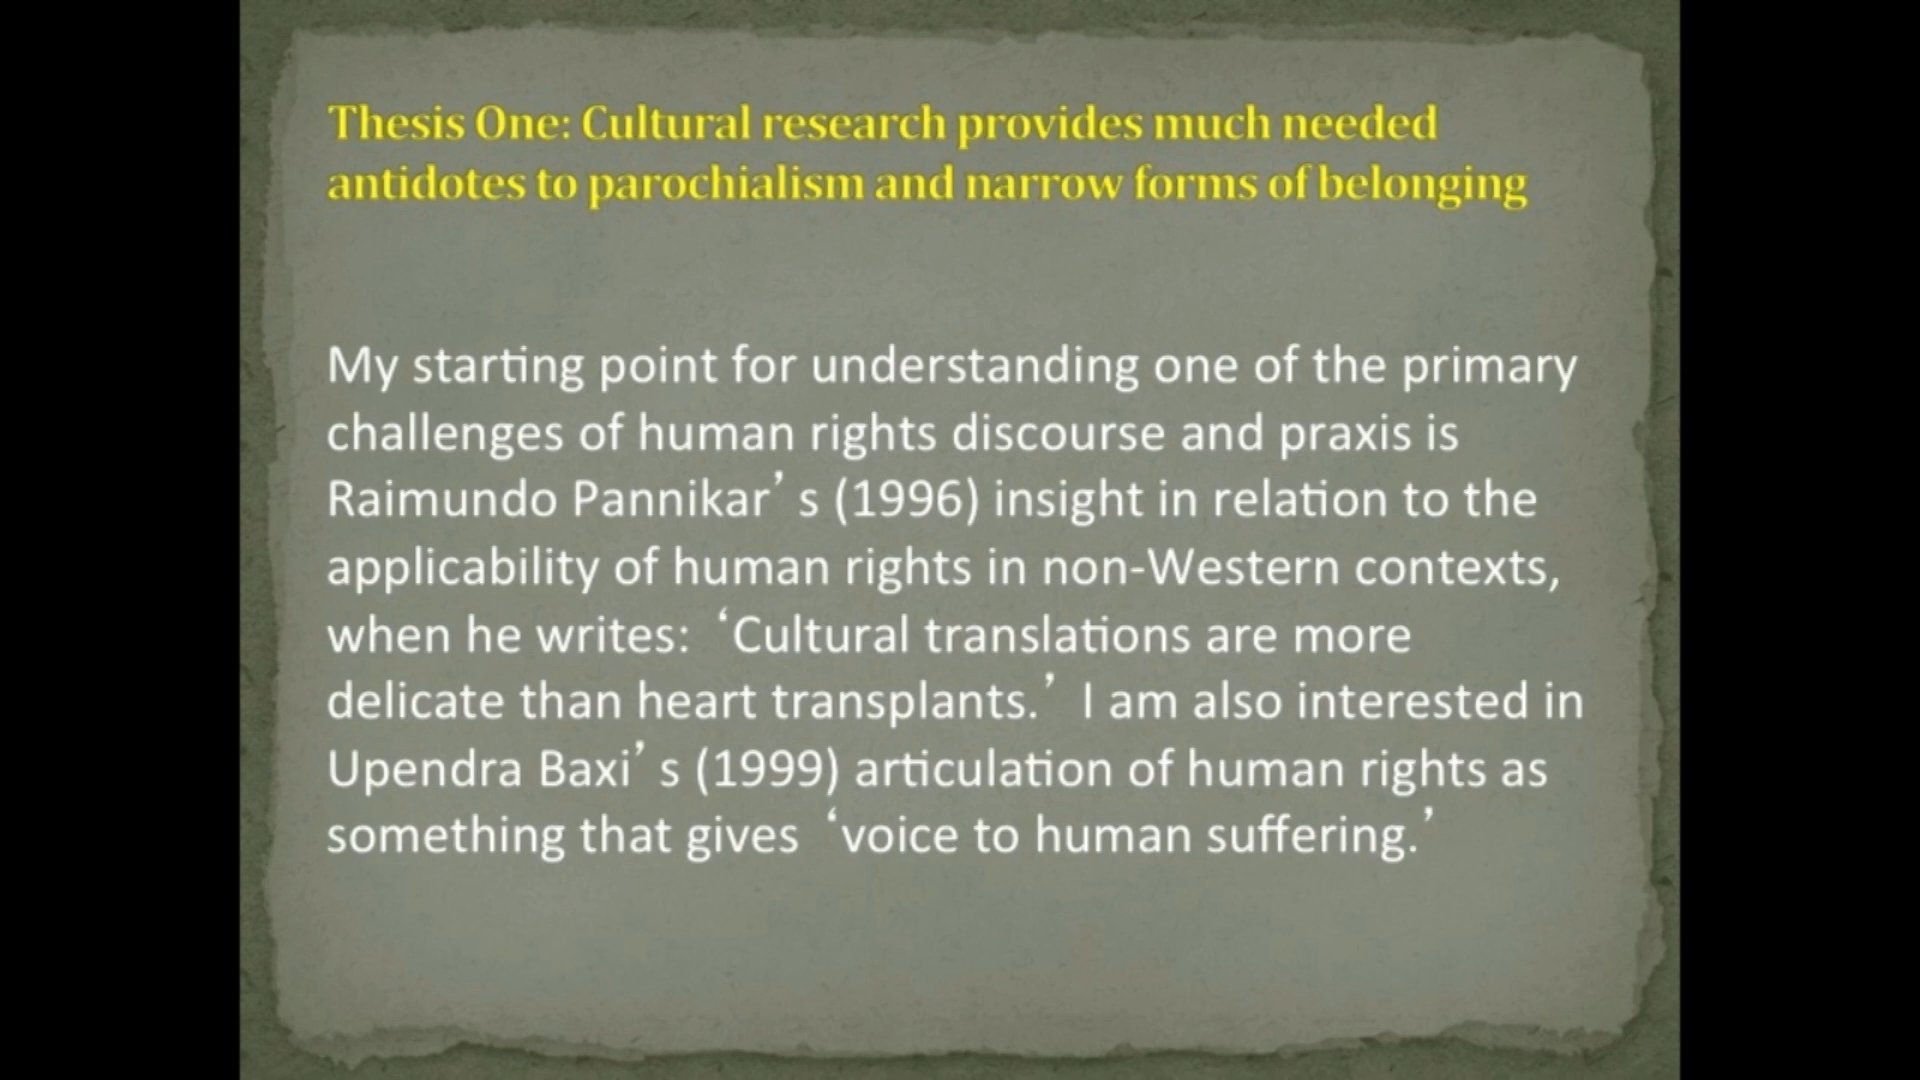 Thesis One: Cultural research provides much needed
antidotes to parochialism and narrow forms of belonging
My starting point for understanding one of the primary
challenges of human rights discourse and praxis is
Raimundo Pannikar’s (1996) insight in relation to the
applicability of human rights in non-Western contexts,
when he writes: ‘Cultural translations are more
delicate than heart transplants.’ I am also interested in
Upendra Baxi’s (1999) articulation of human rights as
something that gives ‘voice to human suffering.’